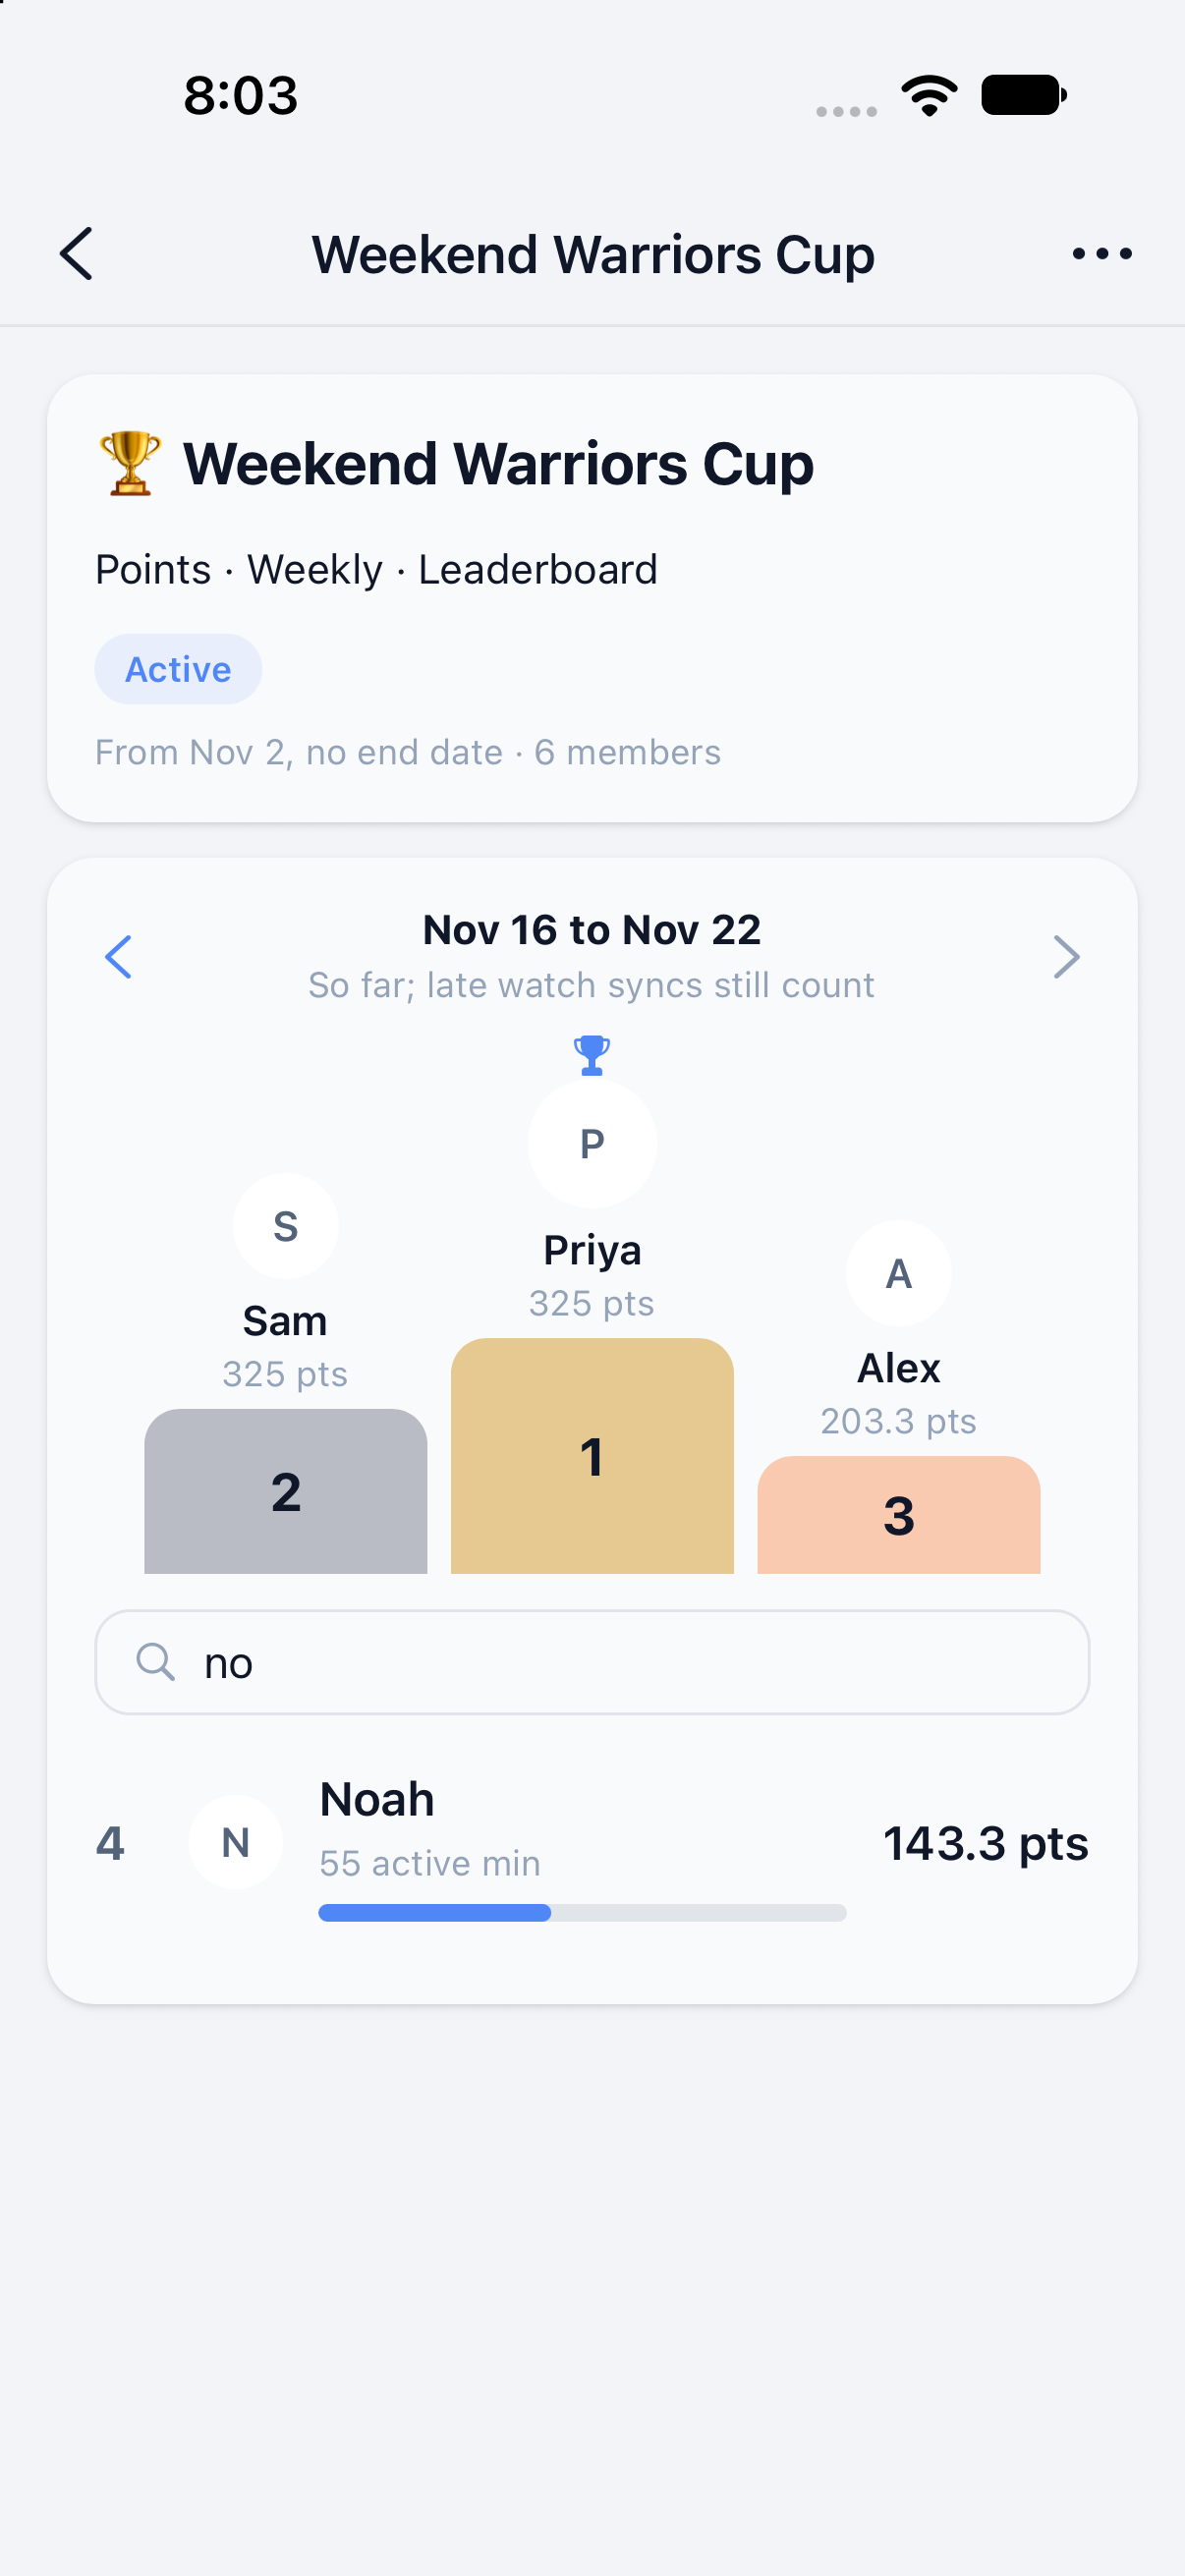 8:03
Weekend Warriors Cup
🏆 Weekend Warriors Cup
Points · Weekly · Leaderboard
Active
From Nov 2, no end date · 6 members
Nov 16 to Nov 22
So far; late watch syncs still count
P
Priya
325 pts
S
Sam
325 pts
A
Alex
203.3 pts
1
2
3
no
4
N
Noah
55 active min
143.3 pts